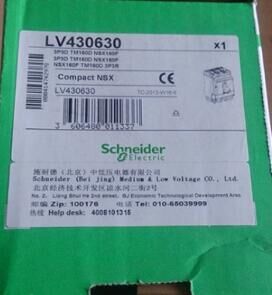 LV430630
x1
3P3D TM160D NSX160F
3P3D TM160D NSX160F
NSX160F TM160D 3P3R
Compact NSX
CE
LV430630
3 606480 011337
Schneider
Electric
施耐德（北京）中低压电器有限公司
Schneider (Bei jing) Medium & Low Voltage CO., Ltd.
北京经济技术开发区凉水河二街2号
No. 2, Liang Shui He 2nd street, BJ Economic Technological Development Area
邮编 Zip: 100176 电话 Tel: 010-65039999
热线 Help desk: 4008101315